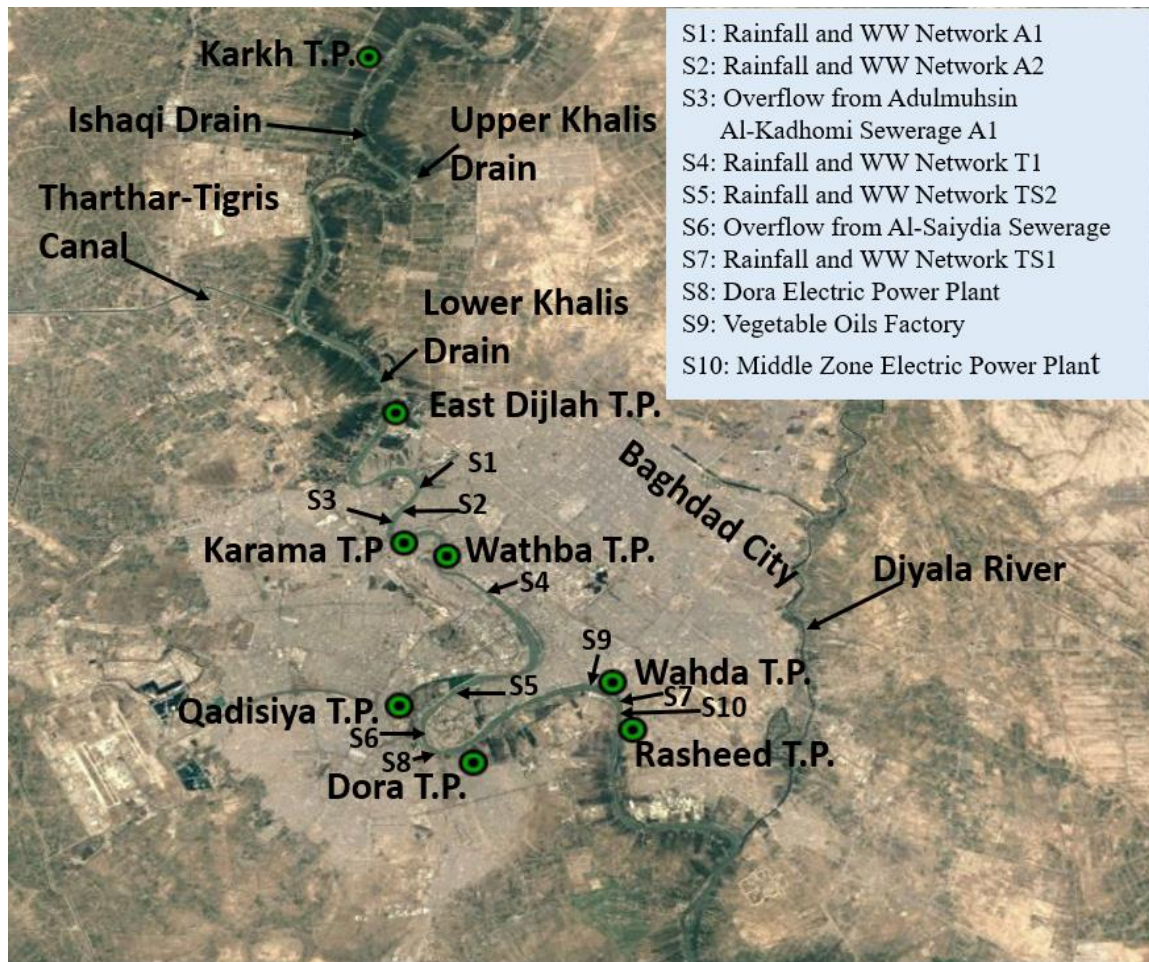 Karkh T.P.
Ishaqi Drain
Upper Khalis
Drain
Tharthar-Tigris
Canal
Lower Khalis
Drain
East Dijlah T.P.
S1
S2
S3
Karama T.P
Wathba T.P.
S4
Baghdad City
Diyala River
S9
Wahda T.P.
S5
S7
Qadisiya T.P.
S10
S6
Rasheed T.P.
S8
Dora T.P.
S1: Rainfall and WW Network A1
S2: Rainfall and WW Network A2
S3: Overflow from Adulmuhsin
Al-Kadhomi Sewerage A1
S4: Rainfall and WW Network T1
S5: Rainfall and WW Network TS2
S6: Overflow from Al-Saiydia Sewerage
S7: Rainfall and WW Network TS1
S8: Dora Electric Power Plant
S9: Vegetable Oils Factory
S10: Middle Zone Electric Power Plant